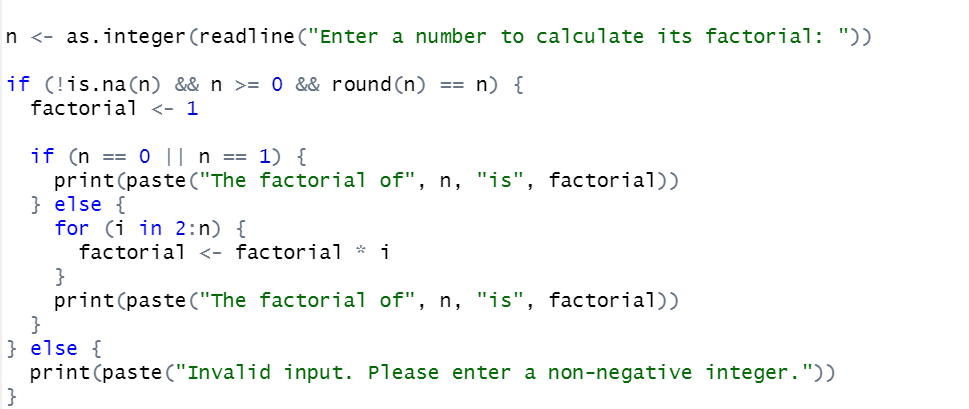 n <- as.integer(readline("Enter a number to calculate its factorial: "))
if (!is.na(n) && n >= 0 && round(n) == n) {
  factorial <- 1
  if (n == 0 || n == 1) {
    print(paste("The factorial of", n, "is", factorial))
  } else {
    for (i in 2:n) {
      factorial <- factorial * i
    }
    print(paste("The factorial of", n, "is", factorial))
  }
} else {
  print(paste("Invalid input. Please enter a non-negative integer."))
}